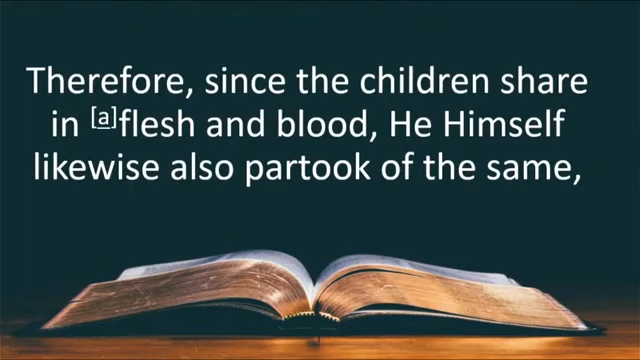 Therefore, since the children share
in [a]flesh and blood, He Himself
likewise also partook of the same,